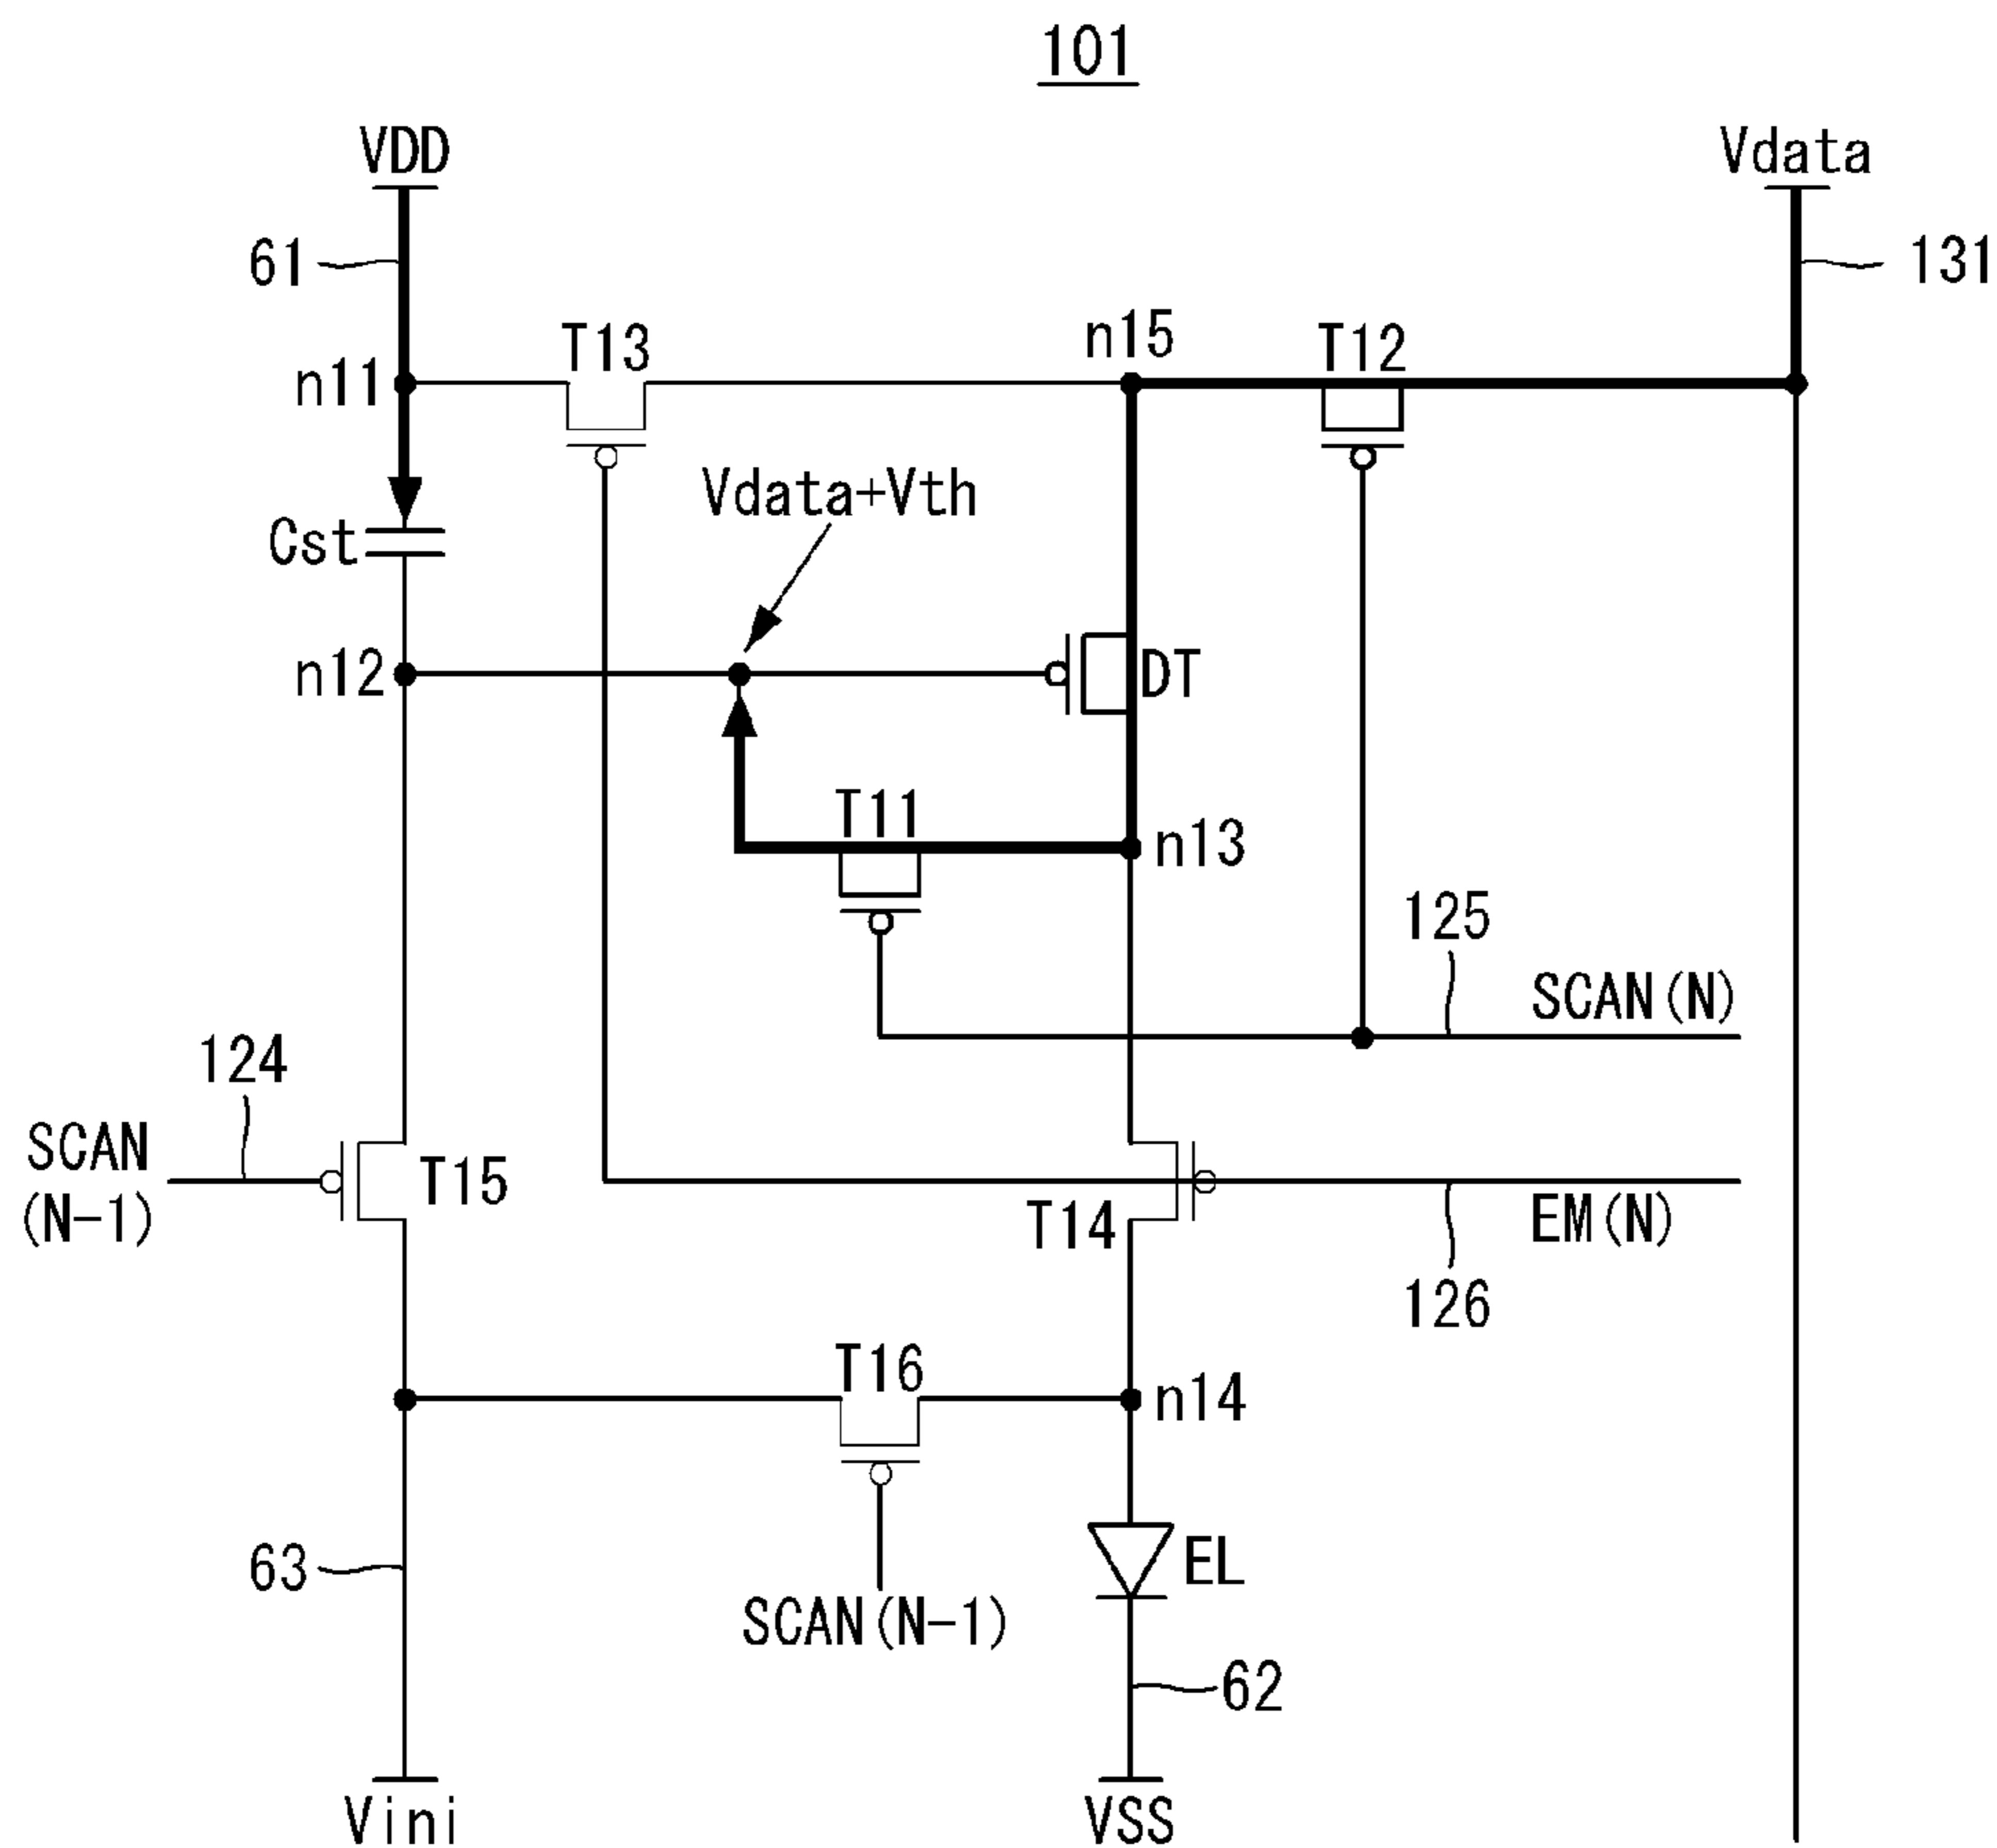 101
VDD
Vdata
61
131
n11
T13
n15
T12
Vdata+Vth
Cst
n12
DT
T11
n13
125
SCAN(N)
124
SCAN
(N-1)
T15
T14
EM(N)
126
T16
n14
63
EL
SCAN(N-1)
62
Vini
VSS